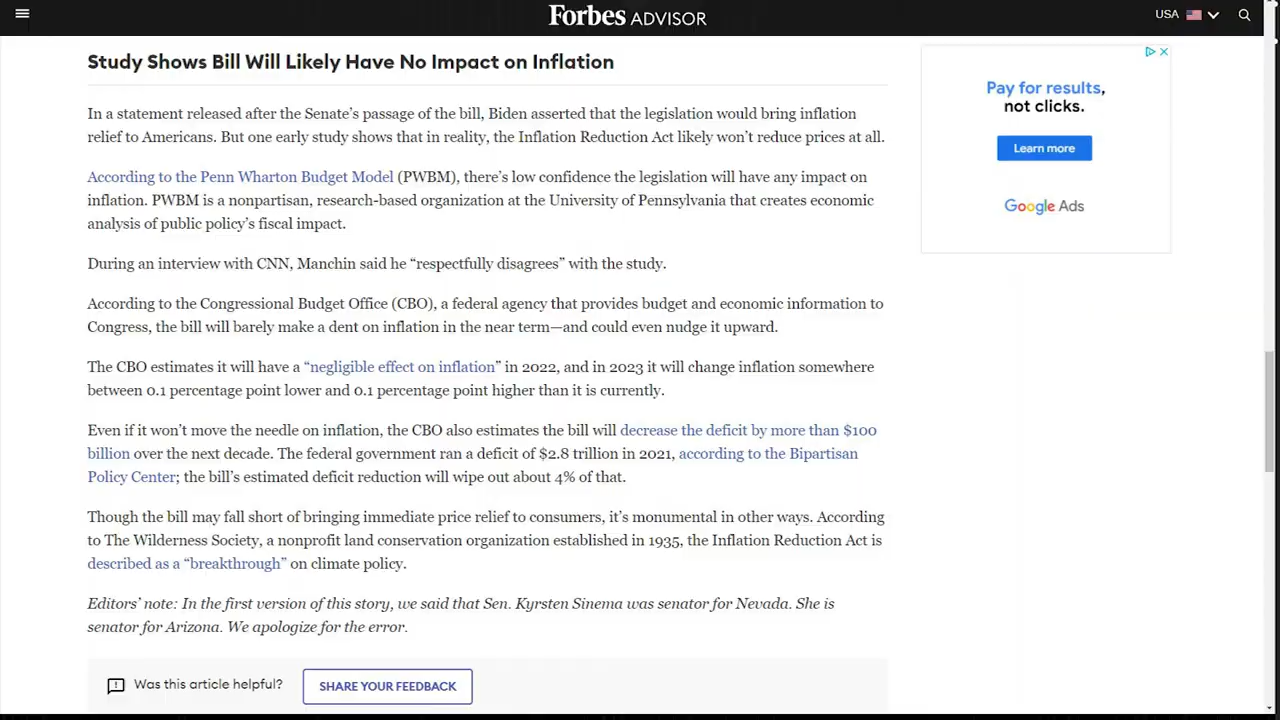 Forbes ADVISOR
USA
Study Shows Bill Will Likely Have No Impact on Inflation
In a statement released after the Senate’s passage of the bill, Biden asserted that the legislation would bring inflation
relief to Americans. But one early study shows that in reality, the Inflation Reduction Act likely won’t reduce prices at all.
According to the Penn Wharton Budget Model (PWBM), there’s low confidence the legislation will have any impact on
inflation. PWBM is a nonpartisan, research-based organization at the University of Pennsylvania that creates economic
analysis of public policy’s fiscal impact.
During an interview with CNN, Manchin said he “respectfully disagrees” with the study.
According to the Congressional Budget Office (CBO), a federal agency that provides budget and economic information to
Congress, the bill will barely make a dent on inflation in the near term—and could even nudge it upward.
The CBO estimates it will have a “negligible effect on inflation” in 2022, and in 2023 it will change inflation somewhere
between 0.1 percentage point lower and 0.1 percentage point higher than it is currently.
Even if it won’t move the needle on inflation, the CBO also estimates the bill will decrease the deficit by more than $100
billion over the next decade. The federal government ran a deficit of $2.8 trillion in 2021, according to the Bipartisan
Policy Center; the bill’s estimated deficit reduction will wipe out about 4% of that.
Though the bill may fall short of bringing immediate price relief to consumers, it’s monumental in other ways. According
to The Wilderness Society, a nonprofit land conservation organization established in 1935, the Inflation Reduction Act is
described as a “breakthrough” on climate policy.
Editors’ note: In the first version of this story, we said that Sen. Kyrsten Sinema was senator for Nevada. She is
senator for Arizona. We apologize for the error.
Was this article helpful?
SHARE YOUR FEEDBACK
Pay for results,
not clicks.
Learn more
Google Ads